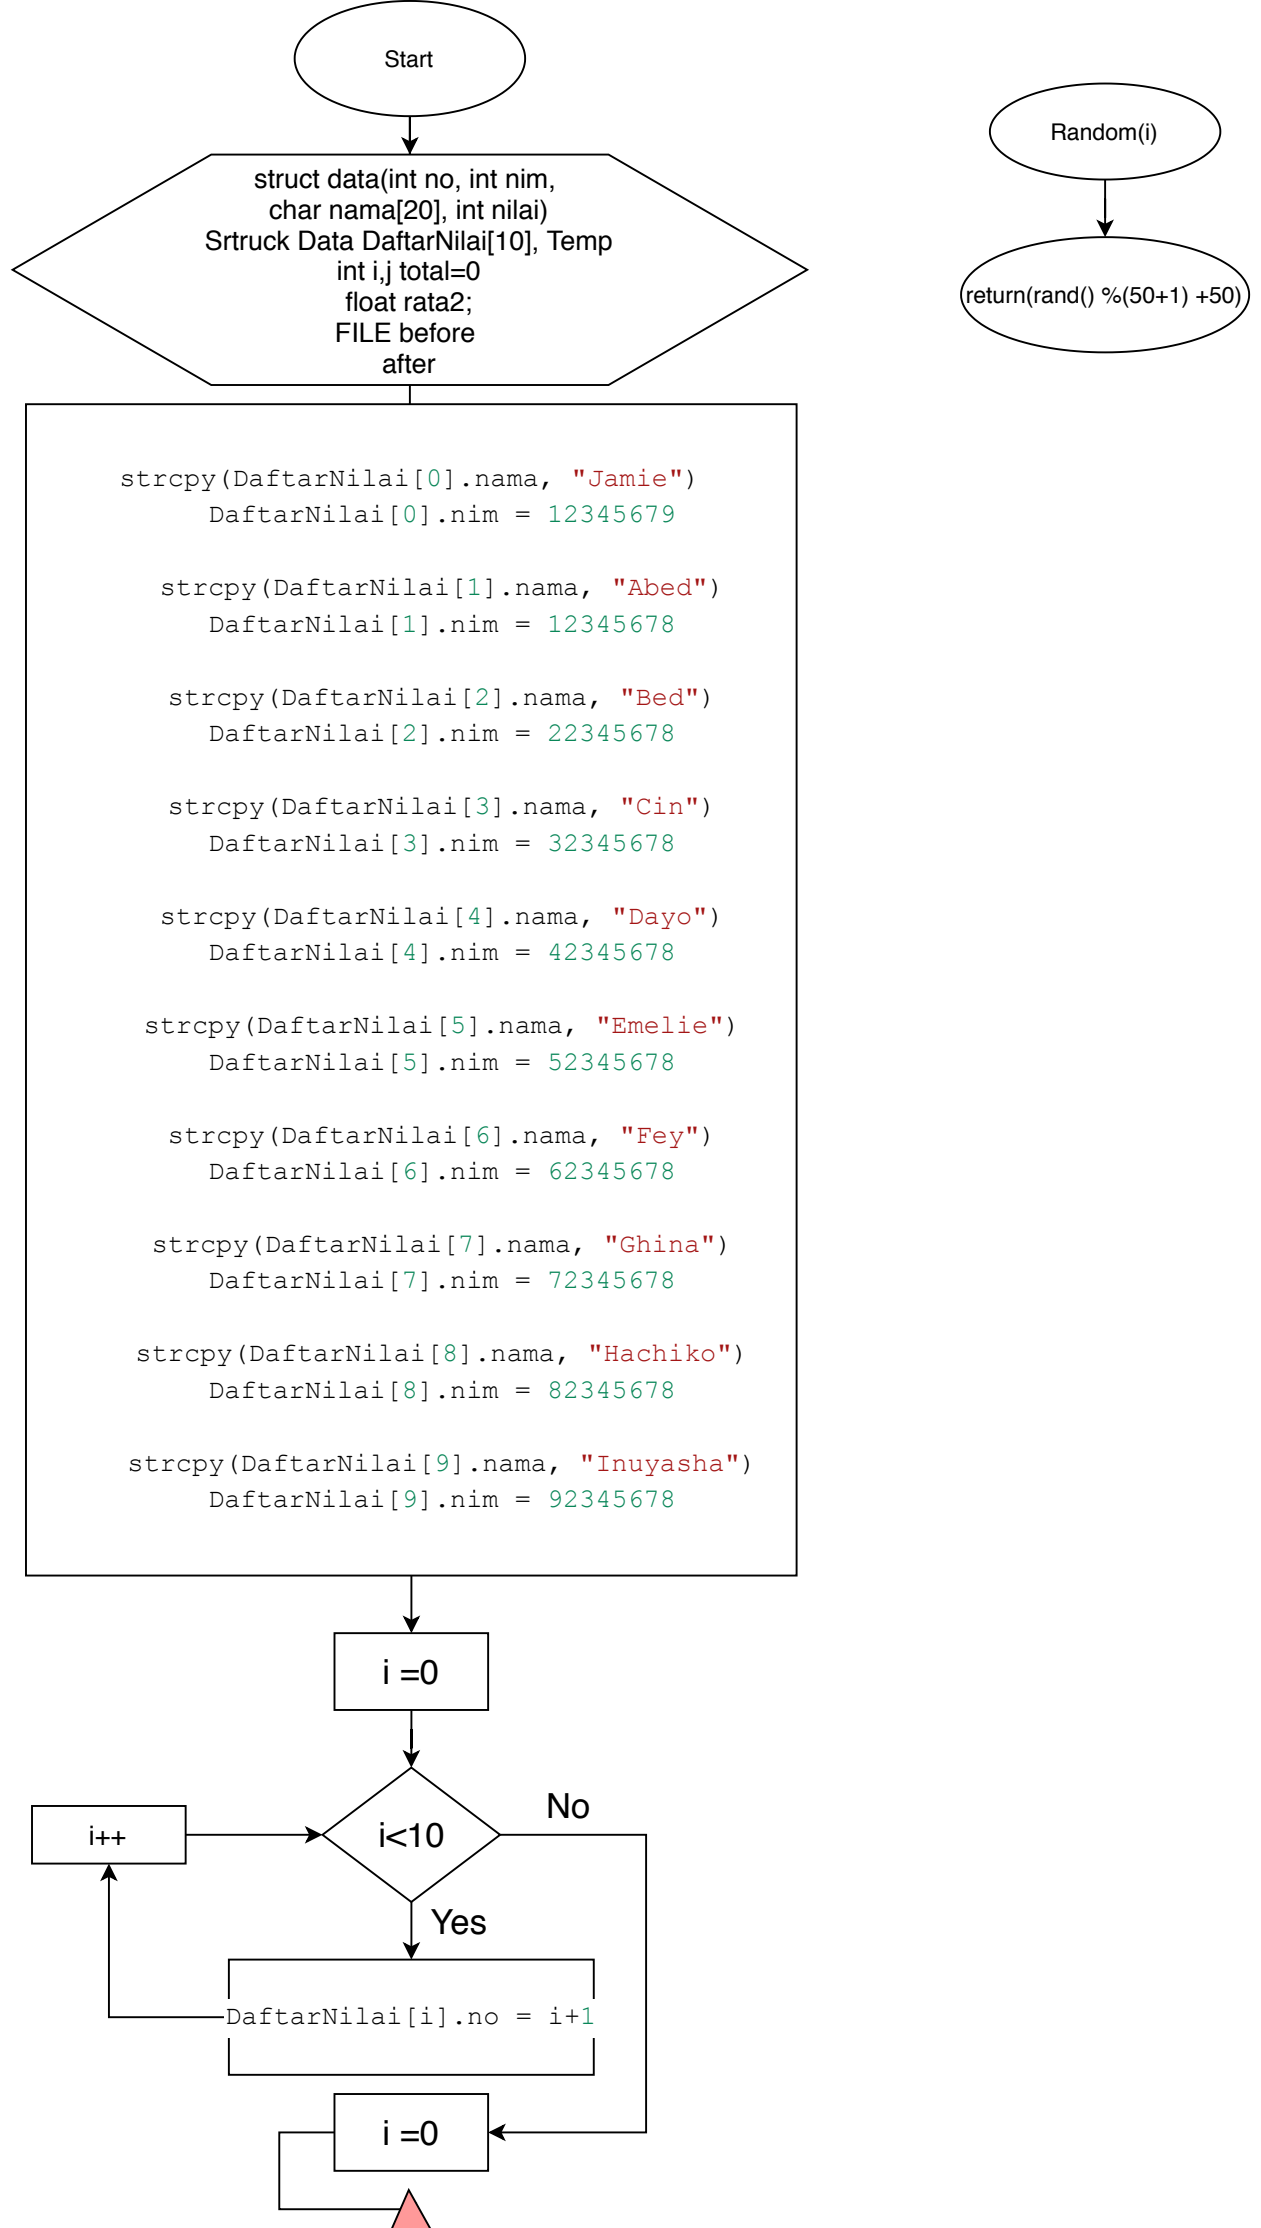 Start
Random(i)
struct data(int no, int nim,
char nama[20], int nilai)
Srtruck Data DaftarNilai[10], Temp
int i,j total=0
float rata2;
FILE before
after
return(rand() %(50+1) +50)
strcpy(DaftarNilai[0].nama, "Jamie")
DaftarNilai[0].nim = 12345679
strcpy(DaftarNilai[1].nama, "Abed")
DaftarNilai[1].nim = 12345678
strcpy(DaftarNilai[2].nama, "Bed")
DaftarNilai[2].nim = 22345678
strcpy(DaftarNilai[3].nama, "Cin")
DaftarNilai[3].nim = 32345678
strcpy(DaftarNilai[4].nama, "Dayo")
DaftarNilai[4].nim = 42345678
strcpy(DaftarNilai[5].nama, "Emelie")
DaftarNilai[5].nim = 52345678
strcpy(DaftarNilai[6].nama, "Fey")
DaftarNilai[6].nim = 62345678
strcpy(DaftarNilai[7].nama, "Ghina")
DaftarNilai[7].nim = 72345678
strcpy(DaftarNilai[8].nama, "Hachiko")
DaftarNilai[8].nim = 82345678
strcpy(DaftarNilai[9].nama, "Inuyasha")
DaftarNilai[9].nim = 92345678
i =0
No
i++
i<10
Yes
DaftarNilai[i].no = i+1
i =0